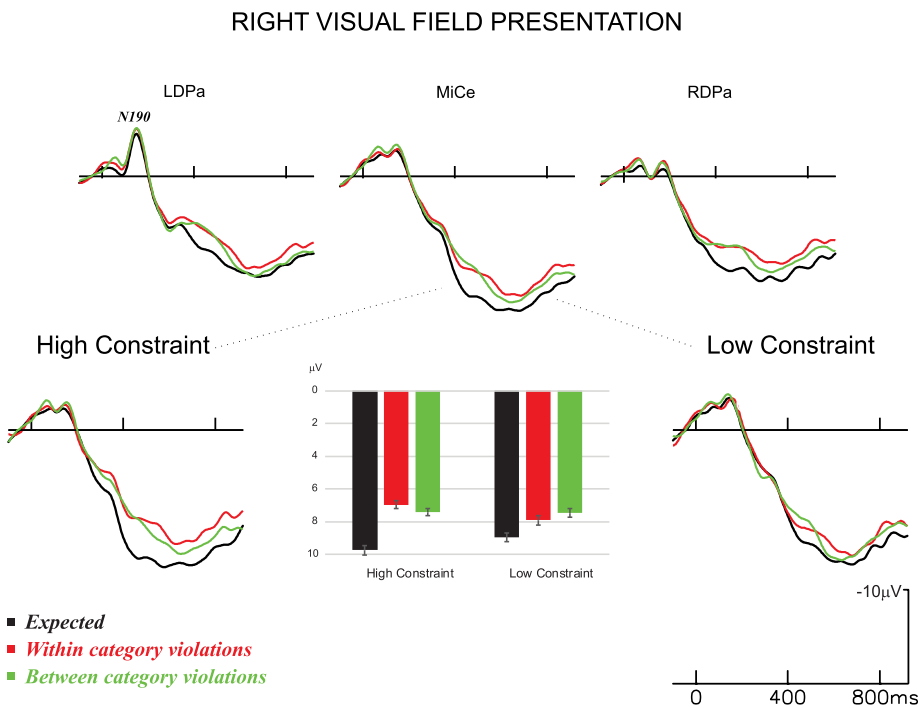 RIGHT VISUAL FIELD PRESENTATION
LDPa
MiCe
RDPa
N190
High Constraint
Low Constraint
μV
0
2
4
6
8
10
High Constraint
Low Constraint
-10μV
0
400
800ms
Expected
Within category violations
Between category violations